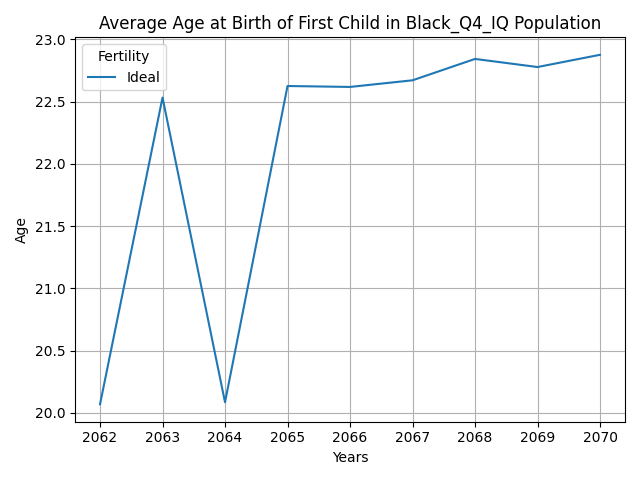 Average Age at Birth of First Child in Black_Q4_IQ Population
Fertility
Ideal
23.0
22.5
22.0
21.5
21.0
20.5
20.0
Age
2062 2063 2064 2065 2066 2067 2068 2069 2070
Years